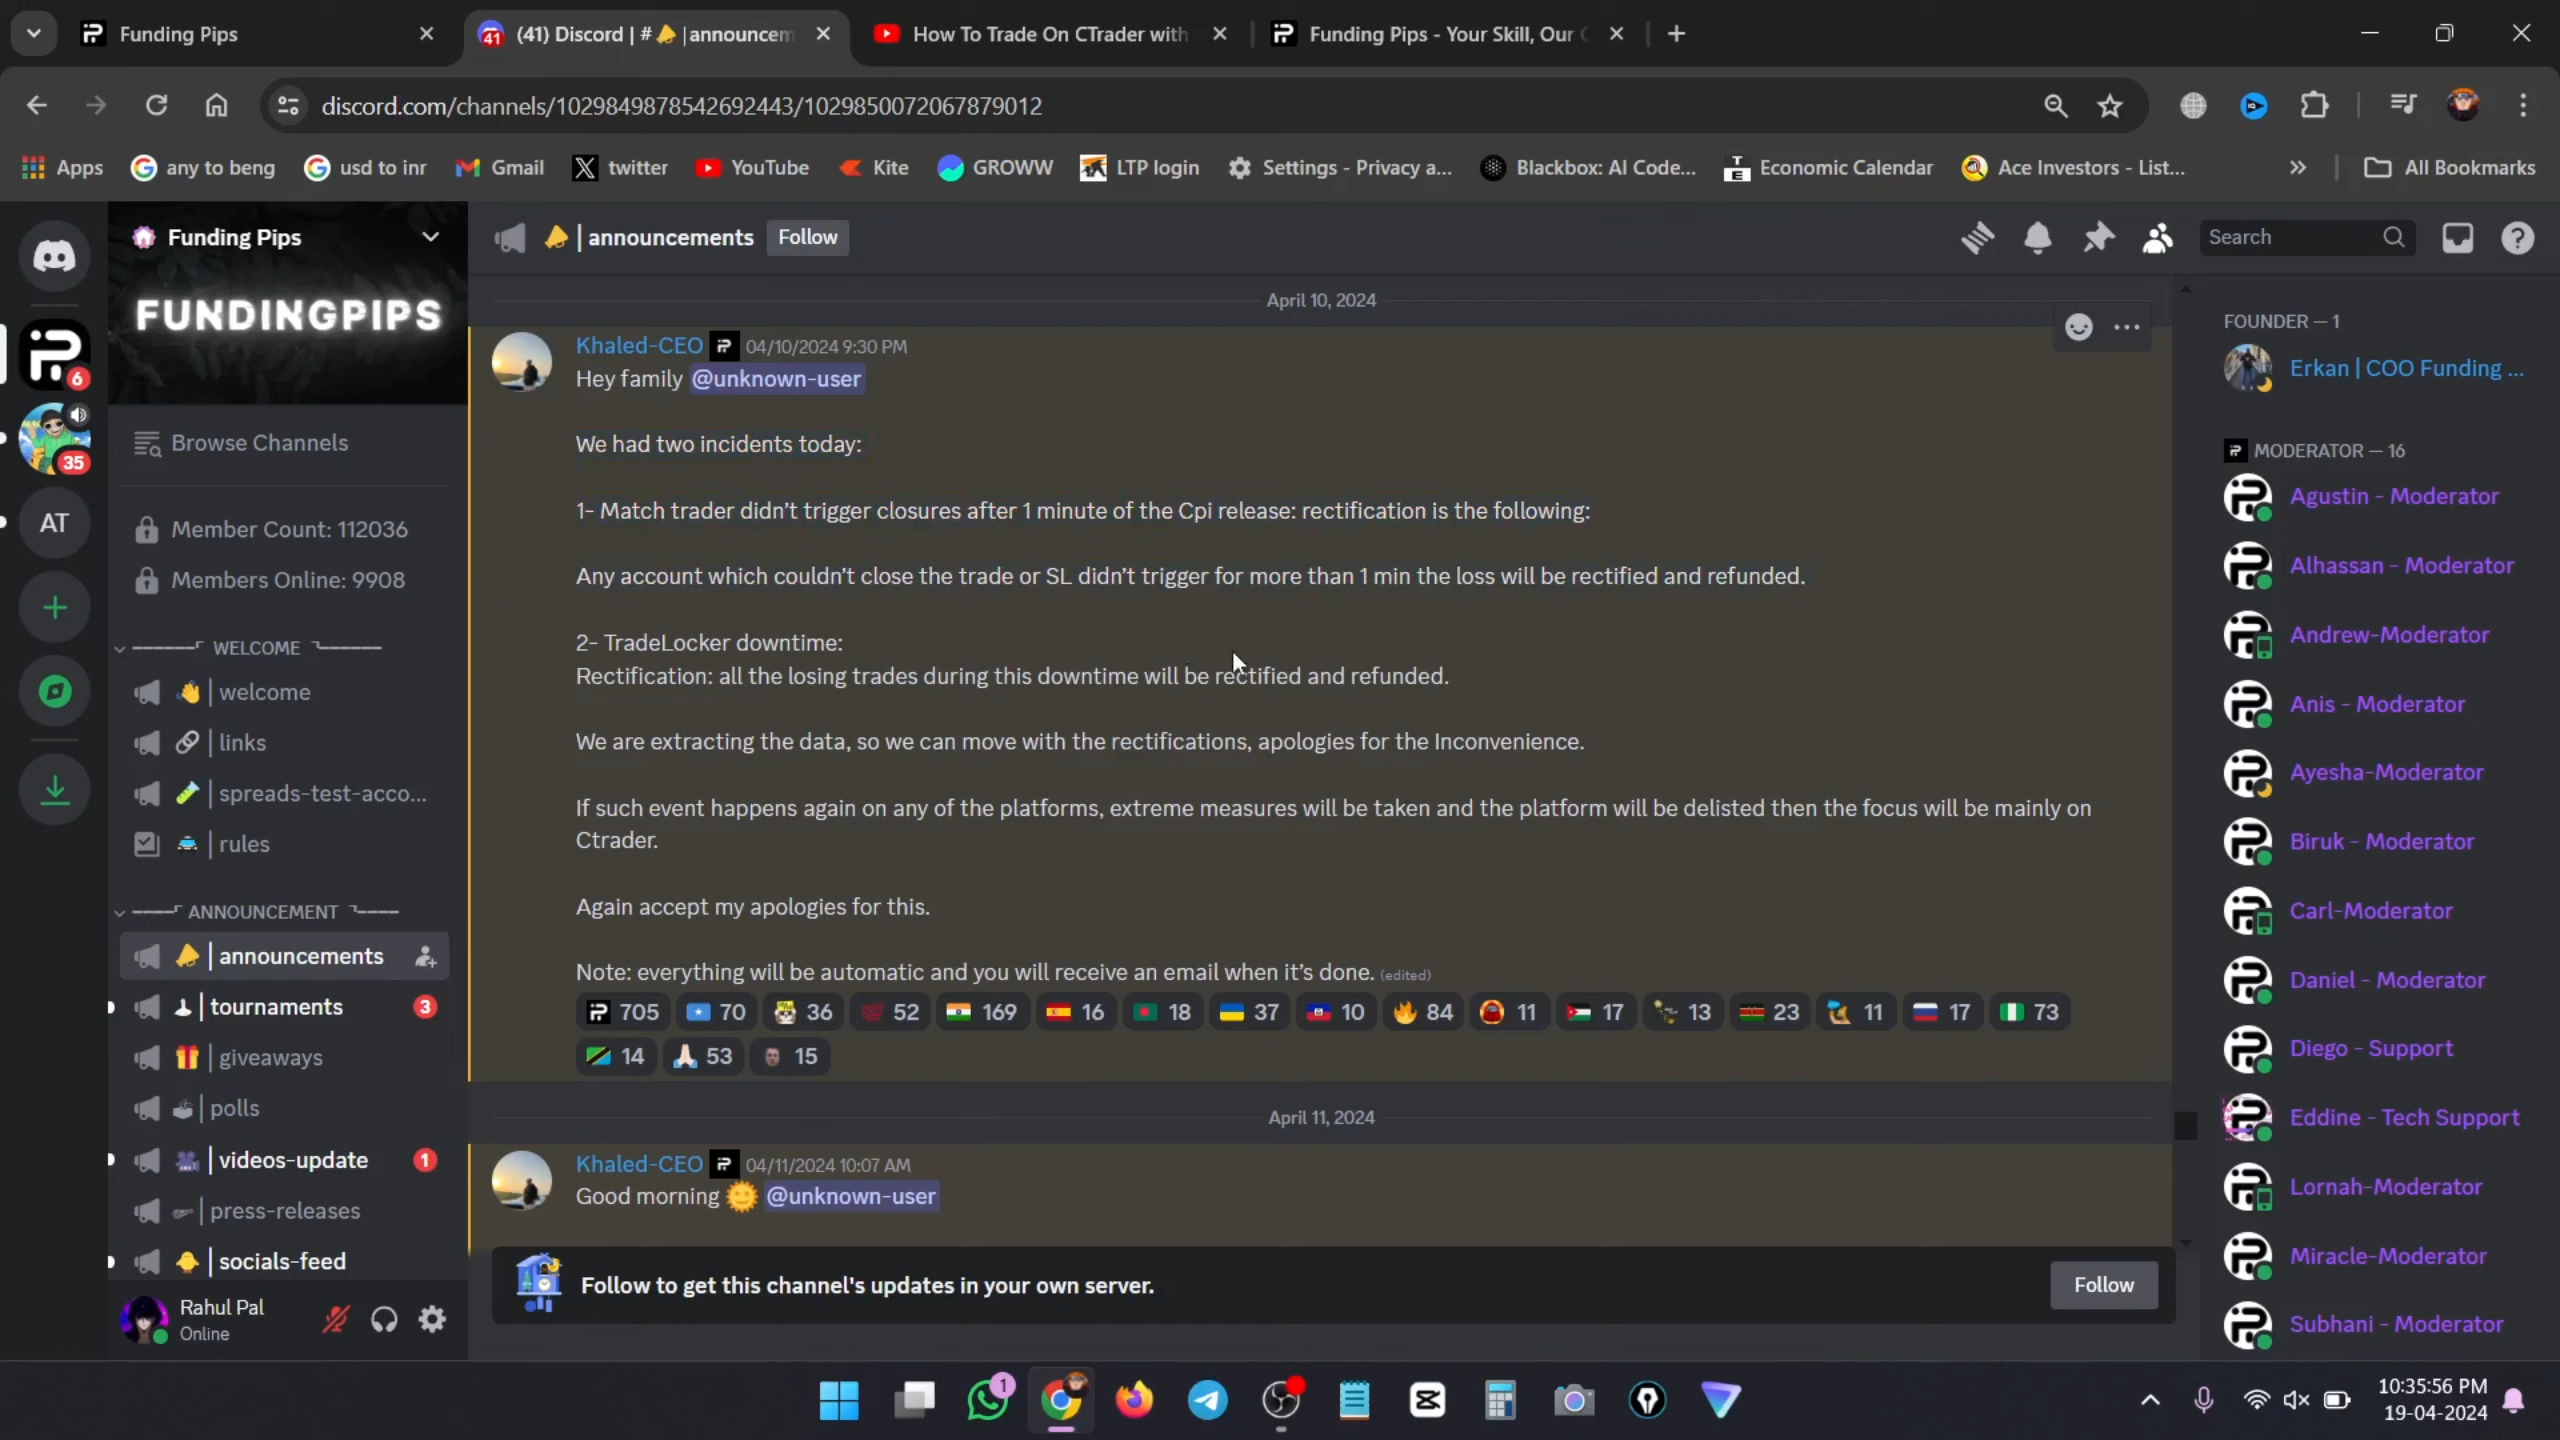 Funding Pips
(41) Discord | # |announcem
How To Trade On CTrader with
Funding Pips - Your Skill, Our C
discord.com/channels/1029849878542692443/1029850072067879012
Apps
any to beng
usd to inr
Gmail
twitter
YouTube
Kite
GROWW
LTP login
Settings - Privacy a...
Blackbox: AI Code...
Economic Calendar
Ace Investors - List...
All Bookmarks
Funding Pips
FUNDINGPIPS
Browse Channels
Member Count: 112036
Members Online: 9908
WELCOME
| welcome
| links
| spreads-test-acco...
| rules
ANNOUNCEMENT
| announcements
| tournaments 3
| giveaways
| polls
| videos-update 1
| press-releases
| socials-feed
Rahul Pal
Online
6
35
AT
| announcements Follow
Search
April 10, 2024
Khaled-CEO 04/10/2024 9:30 PM
Hey family @unknown-user
We had two incidents today:
1- Match trader didn't trigger closures after 1 minute of the Cpi release: rectification is the following:
Any account which couldn't close the trade or SL didn't trigger for more than 1 min the loss will be rectified and refunded.
2- TradeLocker downtime:
Rectification: all the losing trades during this downtime will be rectified and refunded.
We are extracting the data, so we can move with the rectifications, apologies for the Inconvenience.
If such event happens again on any of the platforms, extreme measures will be taken and the platform will be delisted then the focus will be mainly on
Ctrader.
Again accept my apologies for this.
Note: everything will be automatic and you will receive an email when it's done. (edited)
705 70 36 52 169 16 18 37 10 84 11 17 13 23 11 17 73
14 53 15
April 11, 2024
Khaled-CEO 04/11/2024 10:07 AM
Good morning @unknown-user
Follow to get this channel's updates in your own server.
Follow
FOUNDER — 1
Erkan | COO Funding ...
MODERATOR — 16
Agustin - Moderator
Alhassan - Moderator
Andrew-Moderator
Anis - Moderator
Ayesha-Moderator
Biruk - Moderator
Carl-Moderator
Daniel - Moderator
Diego - Support
Eddine - Tech Support
Lornah-Moderator
Miracle-Moderator
Subhani - Moderator
1
10:35:56 PM
19-04-2024